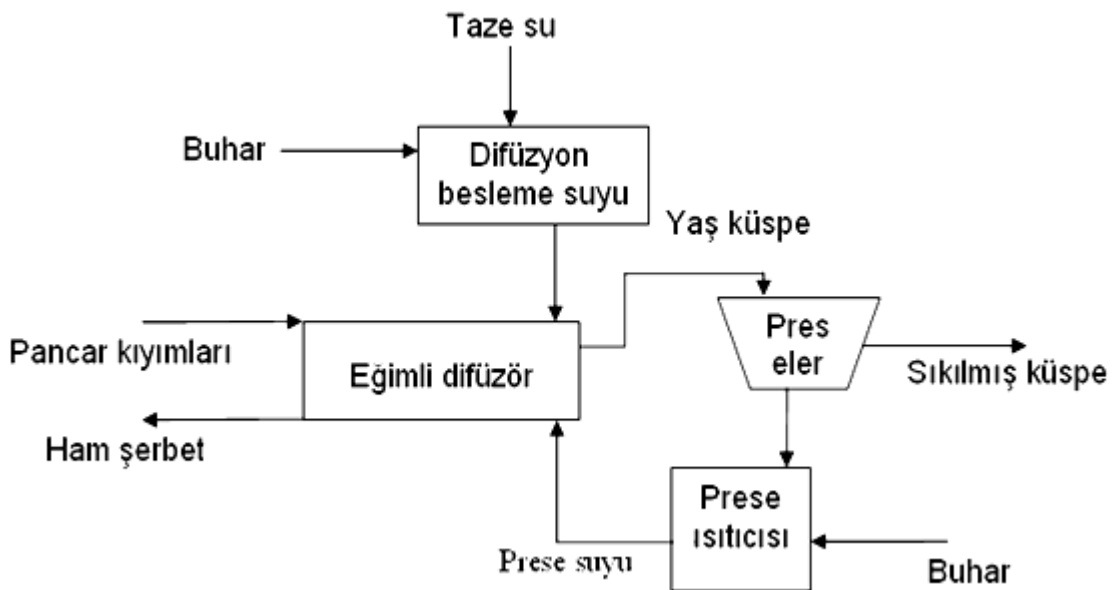 Taze su
Buhar
Difüzyon
besleme suyu
Yaş küspe
Pancar kıyımları
Eğimli difüzör
Pres
eler
Sıkılmış küspe
Ham şerbet
Prese
ısıtıcısı
Prese suyu
Buhar